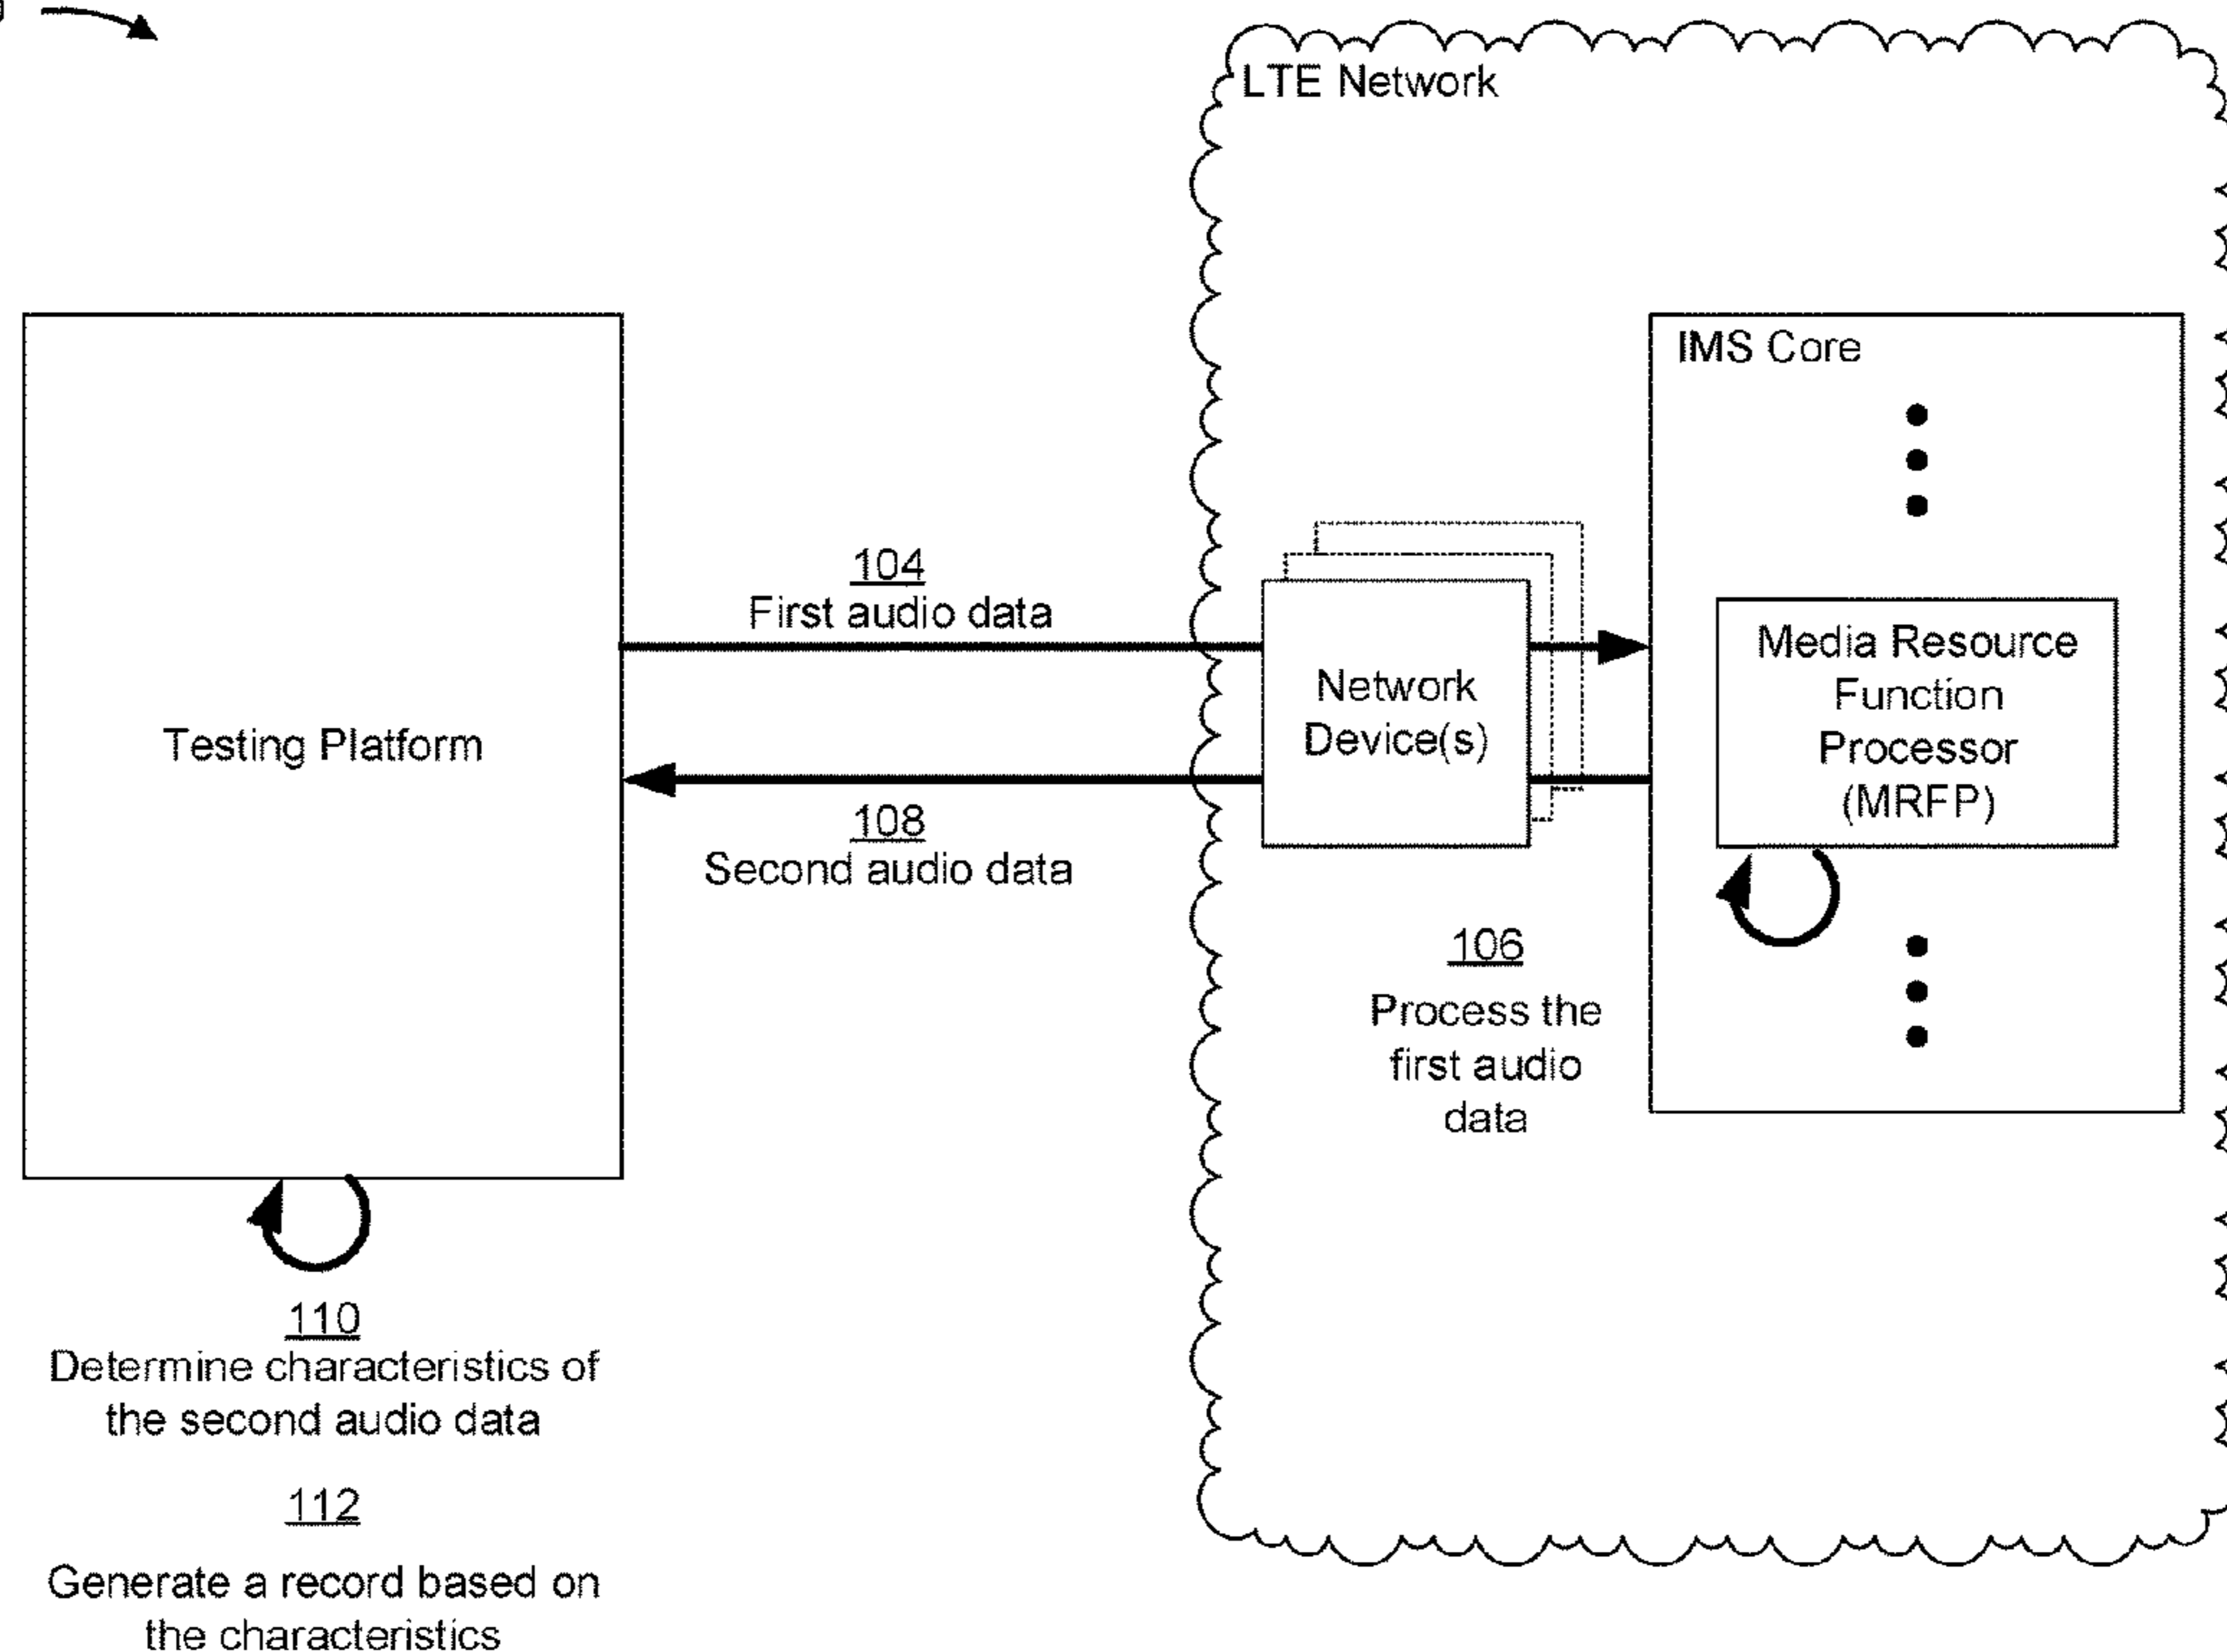 LTE Network
IMS Core
104
First audio data
Media Resource
Function
Processor
(MRFP)
Network
Device(s)
Testing Platform
108
Second audio data
106
Process the
first audio
data
110
Determine characteristics of
the second audio data
112
Generate a record based on
the characteristics